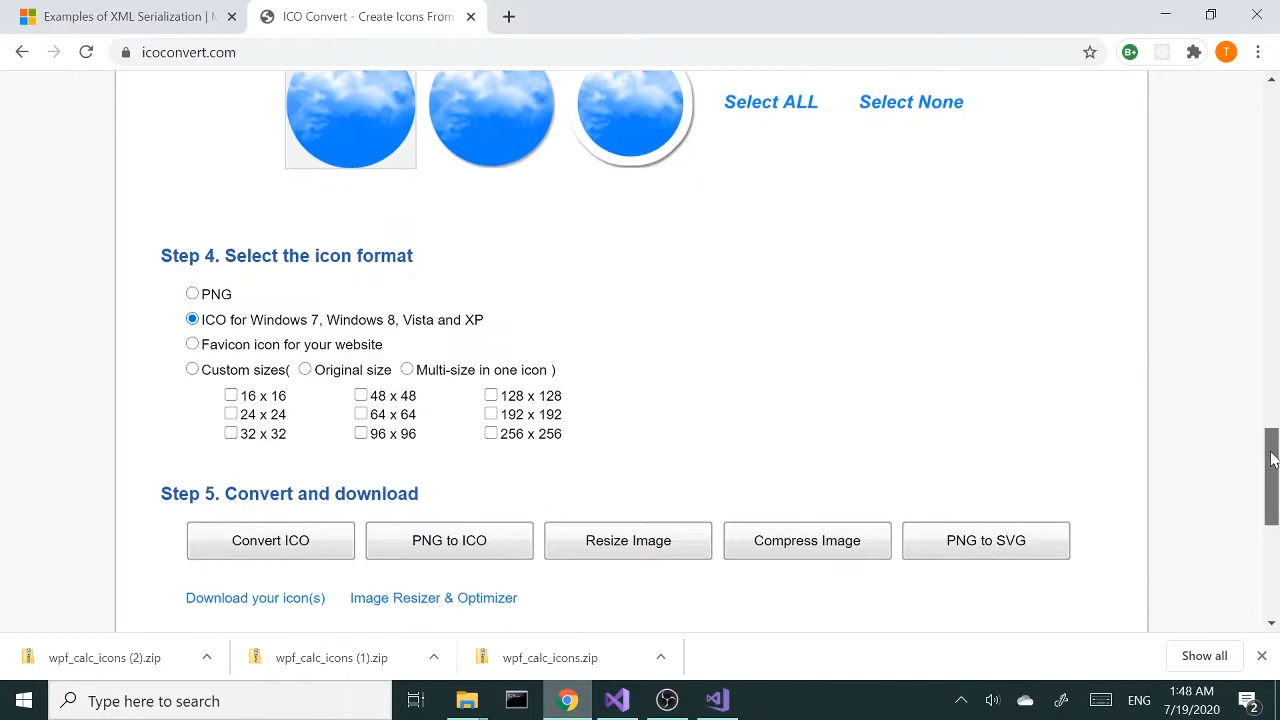 Examples of XML Serialization |
ICO Convert - Create Icons From
icoconvert.com
B+
T
Select ALL Select None
Step 4. Select the icon format
PNG
ICO for Windows 7, Windows 8, Vista and XP
Favicon icon for your website
Custom sizes( Original size Multi-size in one icon )
16 x 16 48 x 48 128 x 128
24 x 24 64 x 64 192 x 192
32 x 32 96 x 96 256 x 256
Step 5. Convert and download
Convert ICO PNG to ICO Resize Image Compress Image PNG to SVG
Download your icon(s) Image Resizer & Optimizer
wpf_calc_icons (2).zip wpf_calc_icons (1).zip wpf_calc_icons.zip Show all
Type here to search
ENG
1:48 AM
7/19/2020
2